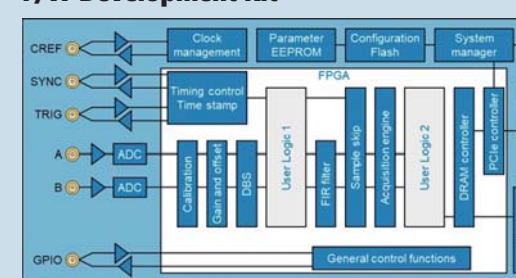 CREF
Clock
management
Parameter
EEPROM
Configuration
Flash
System
manager
FPGA
SYNC
TRIG
Timing control
Time stamp
A
ADC
B
ADC
Calibration
Gain and offset
DBS
User Logic 1
FIR filter
Sample skip
Acquisition engine
User Logic 2
DRAM controller
PCIe controller
GPIO
General control functions